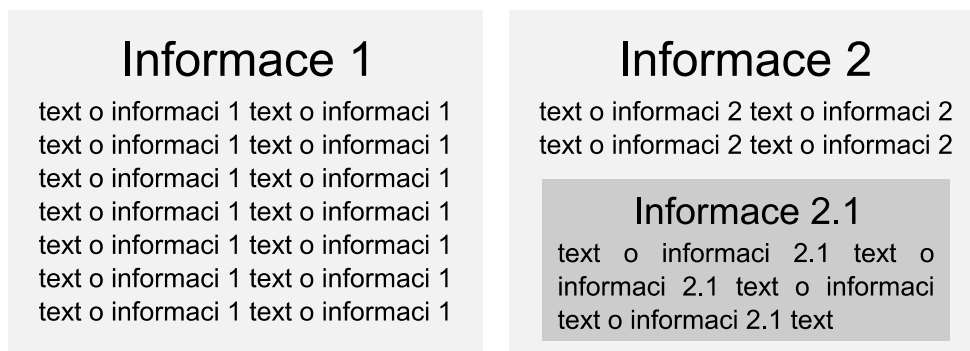 Informace 1
text o informaci 1 text o informaci 1
text o informaci 1 text o informaci 1
text o informaci 1 text o informaci 1
text o informaci 1 text o informaci 1
text o informaci 1 text o informaci 1
text o informaci 1 text o informaci 1
text o informaci 1 text o informaci 1
Informace 2
text o informaci 2 text o informaci 2
text o informaci 2 text o informaci 2
Informace 2.1
text o informaci 2.1 text o
informaci 2.1 text o informaci
text o informaci 2.1 text